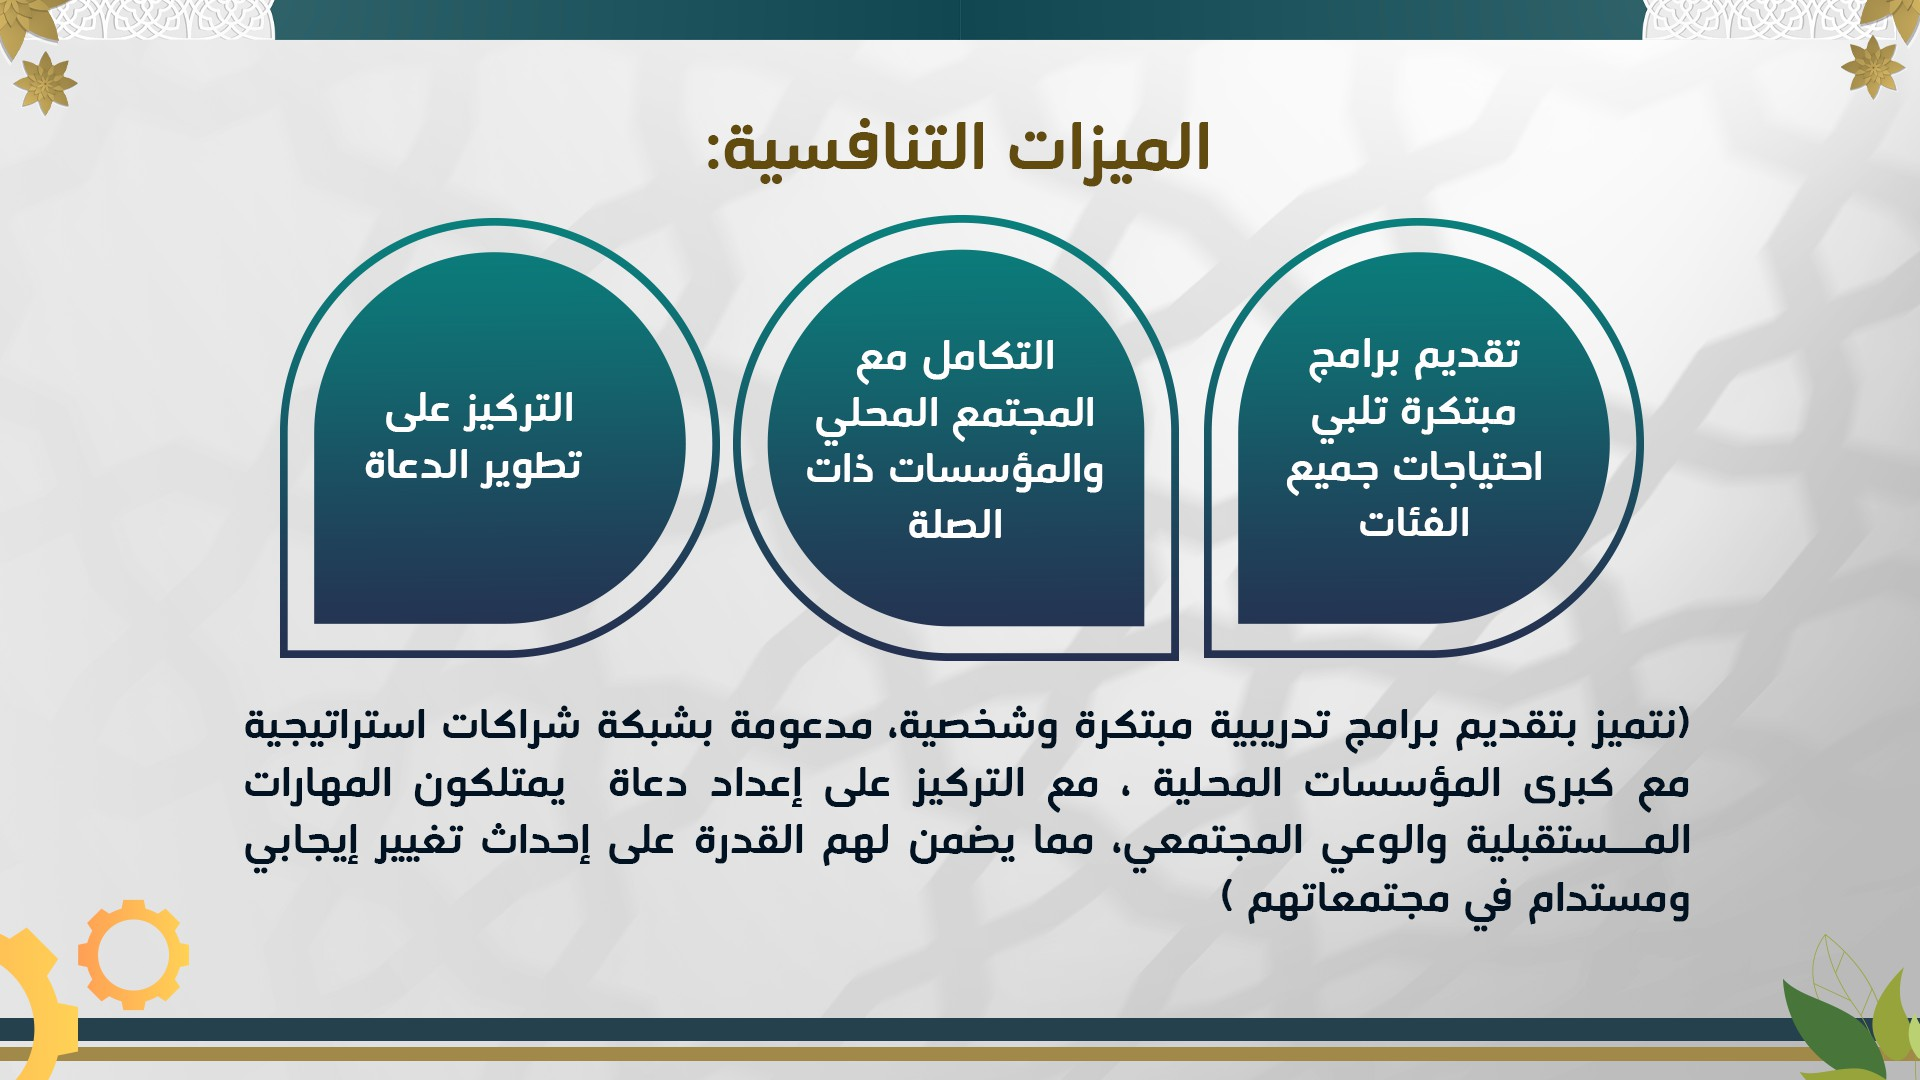 الميزات التنافسية:
تقديم برامج
مبتكرة تلبي
احتياجات جميع
الفئات
التكامل مع
المجتمع المحلي
والمؤسسات ذات
الصلة
التركيز على
تطوير الدعاة
(نتميز بتقديم برامج تدريبية مبتكرة وشخصية، مدعومة بشبكة شراكات استراتيجية
مع كبرى المؤسسات المحلية ، مع التركيز على إعداد دعاة يمتلكون المهارات
المـــستقبلية والوعي المجتمعي، مما يضمن لهم القدرة على إحداث تغيير إيجابي
ومستدام في مجتمعاتهم )